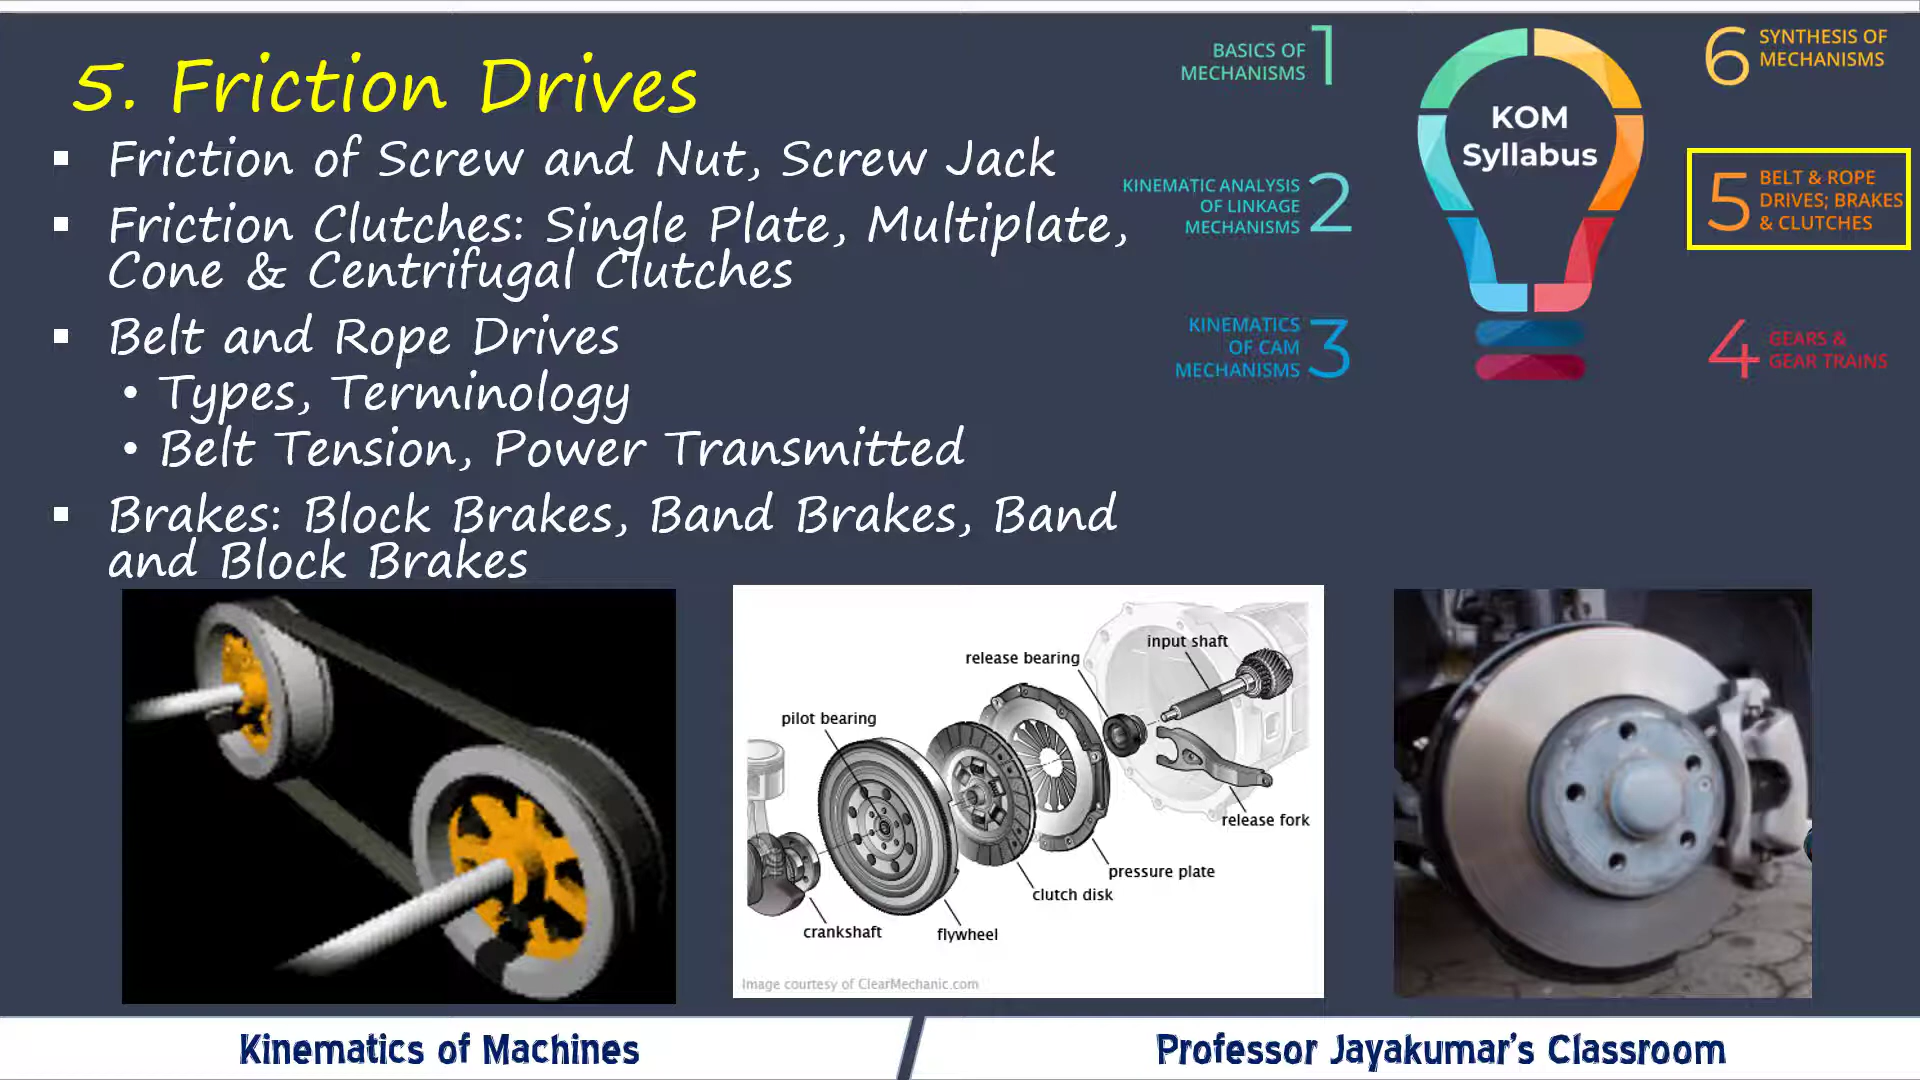 5. Friction Drives
▪ Friction of Screw and Nut, Screw Jack
▪ Friction Clutches: Single Plate, Multiplate,
Cone & Centrifugal Clutches
▪ Belt and Rope Drives
• Types, Terminology
• Belt Tension, Power Transmitted
▪ Brakes: Block Brakes, Band Brakes, Band
and Block Brakes
KOM
Syllabus
1
BASICS OF
MECHANISMS
2
KINEMATIC ANALYSIS
OF LINKAGE
MECHANISMS
3
KINEMATICS
OF CAM
MECHANISMS
6
SYNTHESIS OF
MECHANISMS
5
BELT & ROPE
DRIVES; BRAKES
& CLUTCHES
4
GEARS &
GEAR TRAINS
input shaft
release bearing
pilot bearing
release fork
pressure plate
clutch disk
crankshaft
flywheel
Image courtesy of ClearMechanic.com
Kinematics of Machines
Professor Jayakumar's Classroom